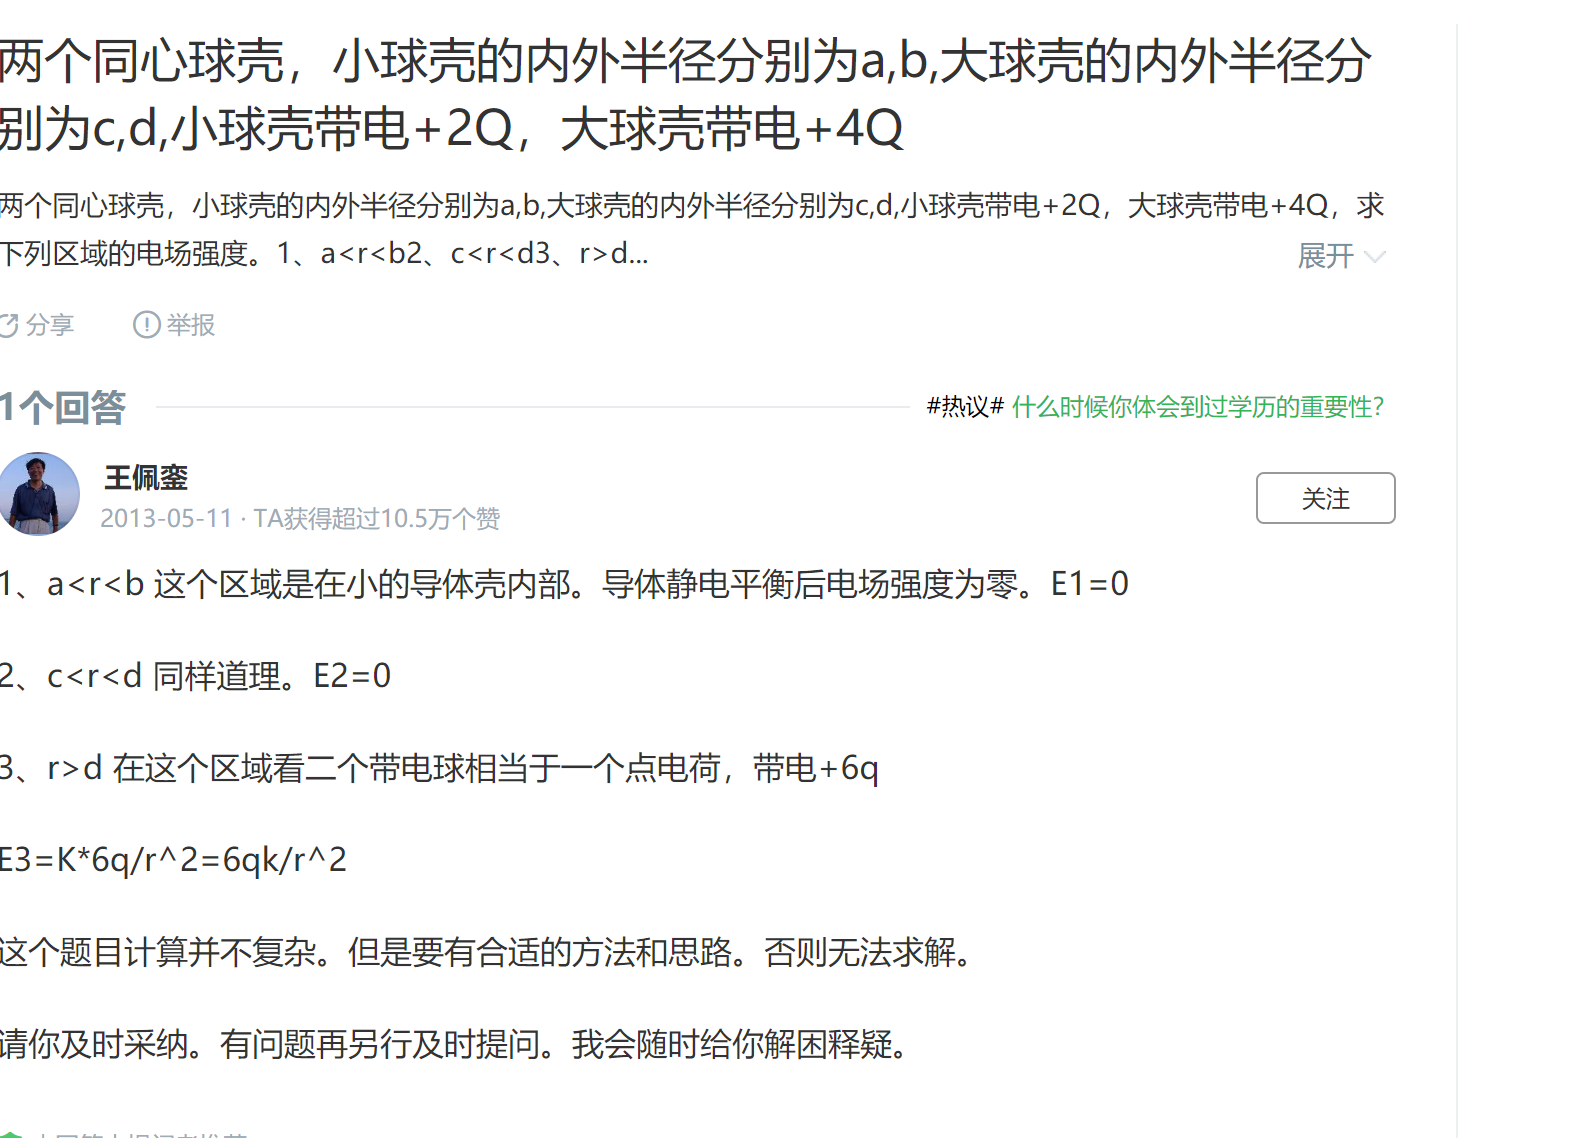 两个同心球壳，小球壳的内外半径分别为a,b,大球壳的内外半径分
别为c,d,小球壳带电+2Q，大球壳带电+4Q
两个同心球壳，小球壳的内外半径分别为a,b,大球壳的内外半径分别为c,d,小球壳带电+2Q，大球壳带电+4Q，求
下列区域的电场强度。1、a<r<b2、c<r<d3、r>d...
展开
分享 举报
1个回答 #热议# 什么时候你体会到过学历的重要性？
王佩銮
2013-05-11 · TA获得超过10.5万个赞
关注
1、a<r<b 这个区域是在小的导体壳内部。导体静电平衡后电场强度为零。E1=0
2、c<r<d 同样道理。E2=0
3、r>d 在这个区域看二个带电球相当于一个点电荷，带电+6q
E3=K*6q/r^2=6qk/r^2
这个题目计算并不复杂。但是要有合适的方法和思路。否则无法求解。
请你及时采纳。有问题再另行及时提问。我会随时给你解困释疑。